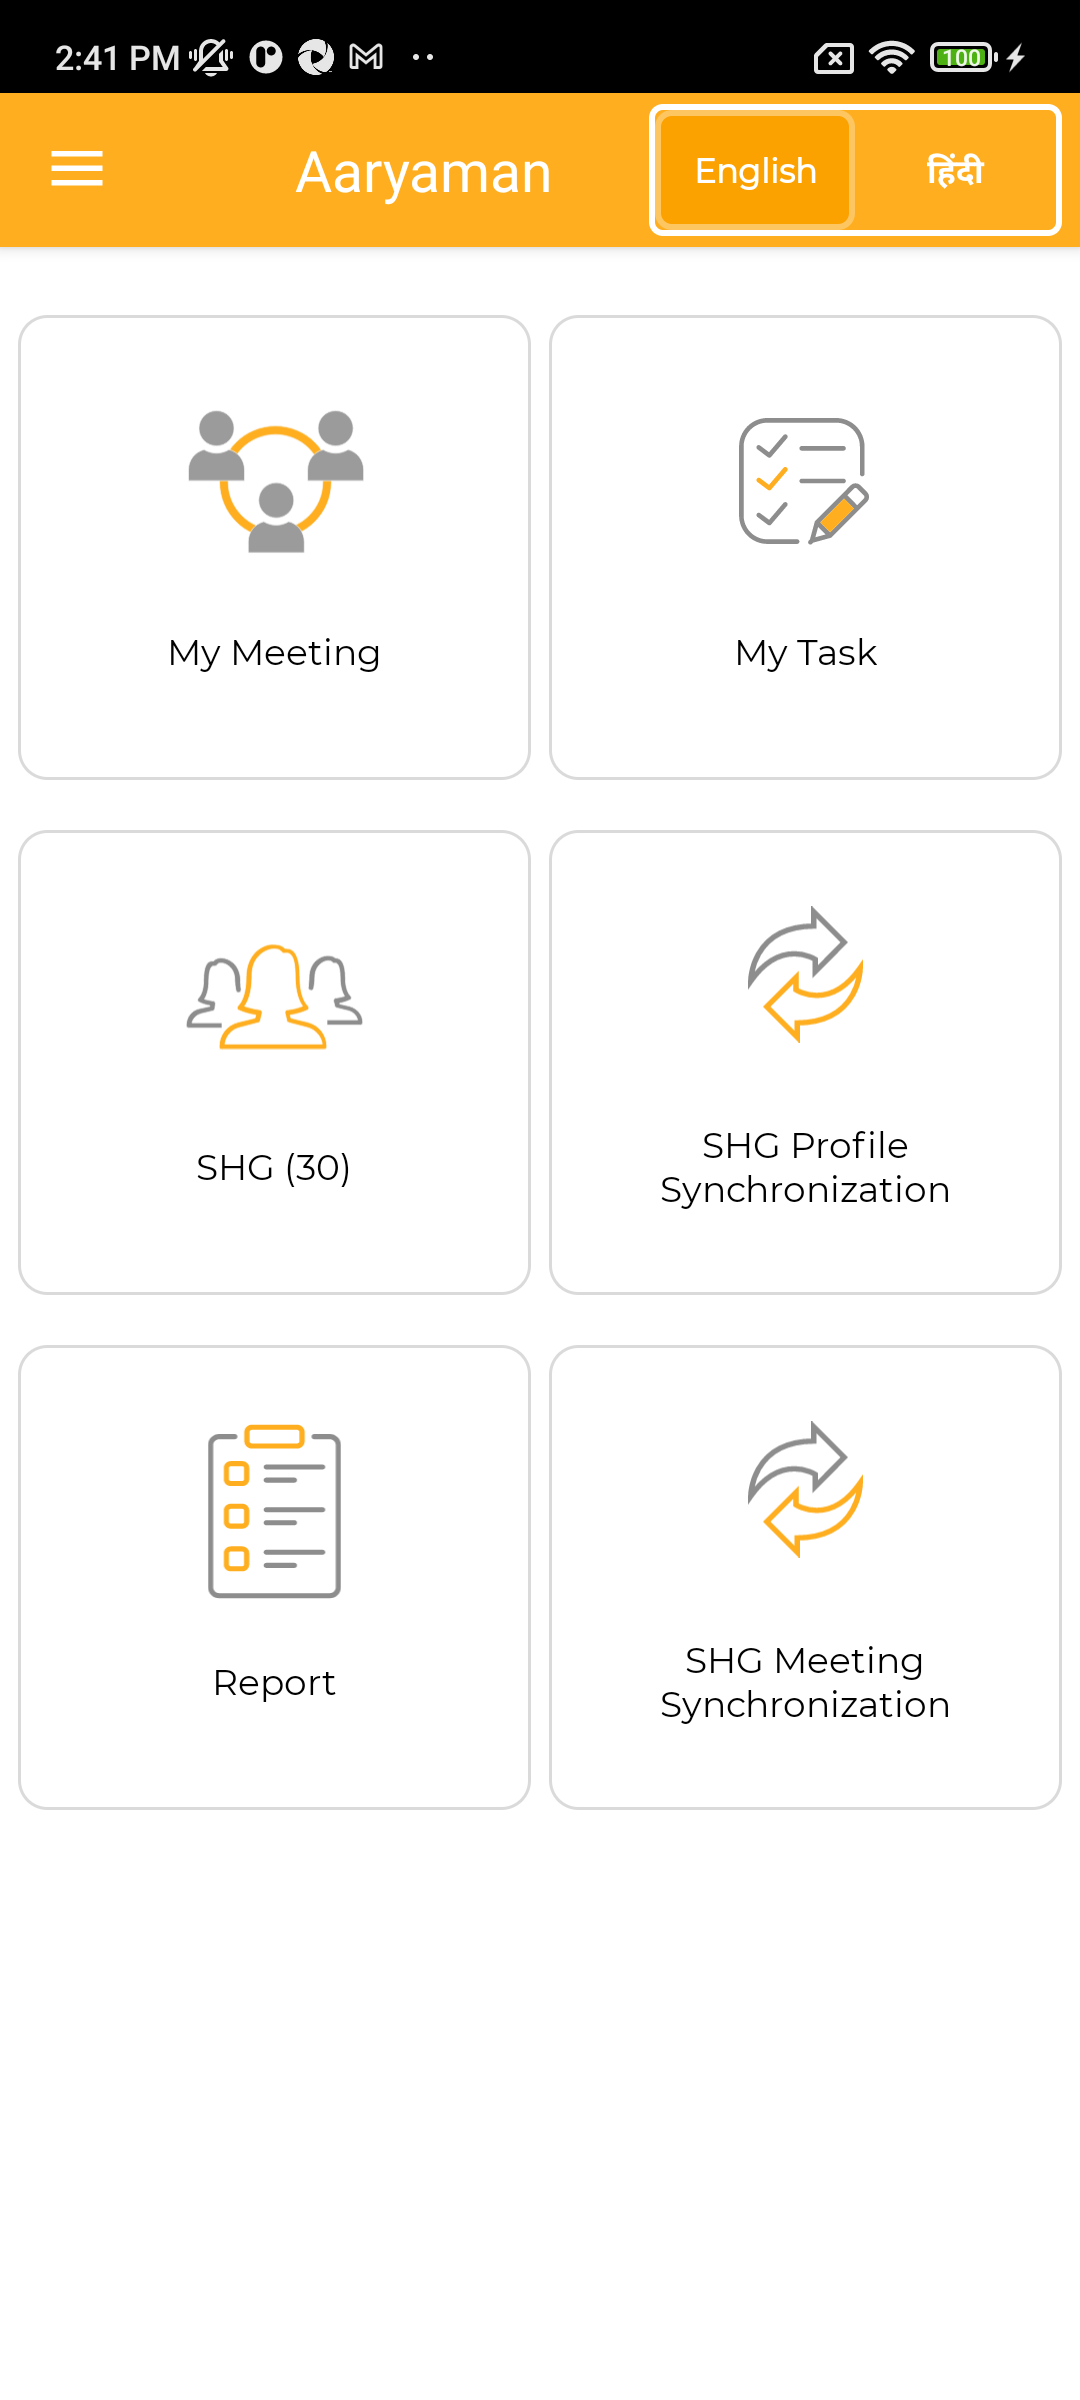 2:41 PM
100
Aaryaman
English
हिंदी
My Meeting
My Task
SHG (30)
SHG Profile
Synchronization
Report
SHG Meeting
Synchronization